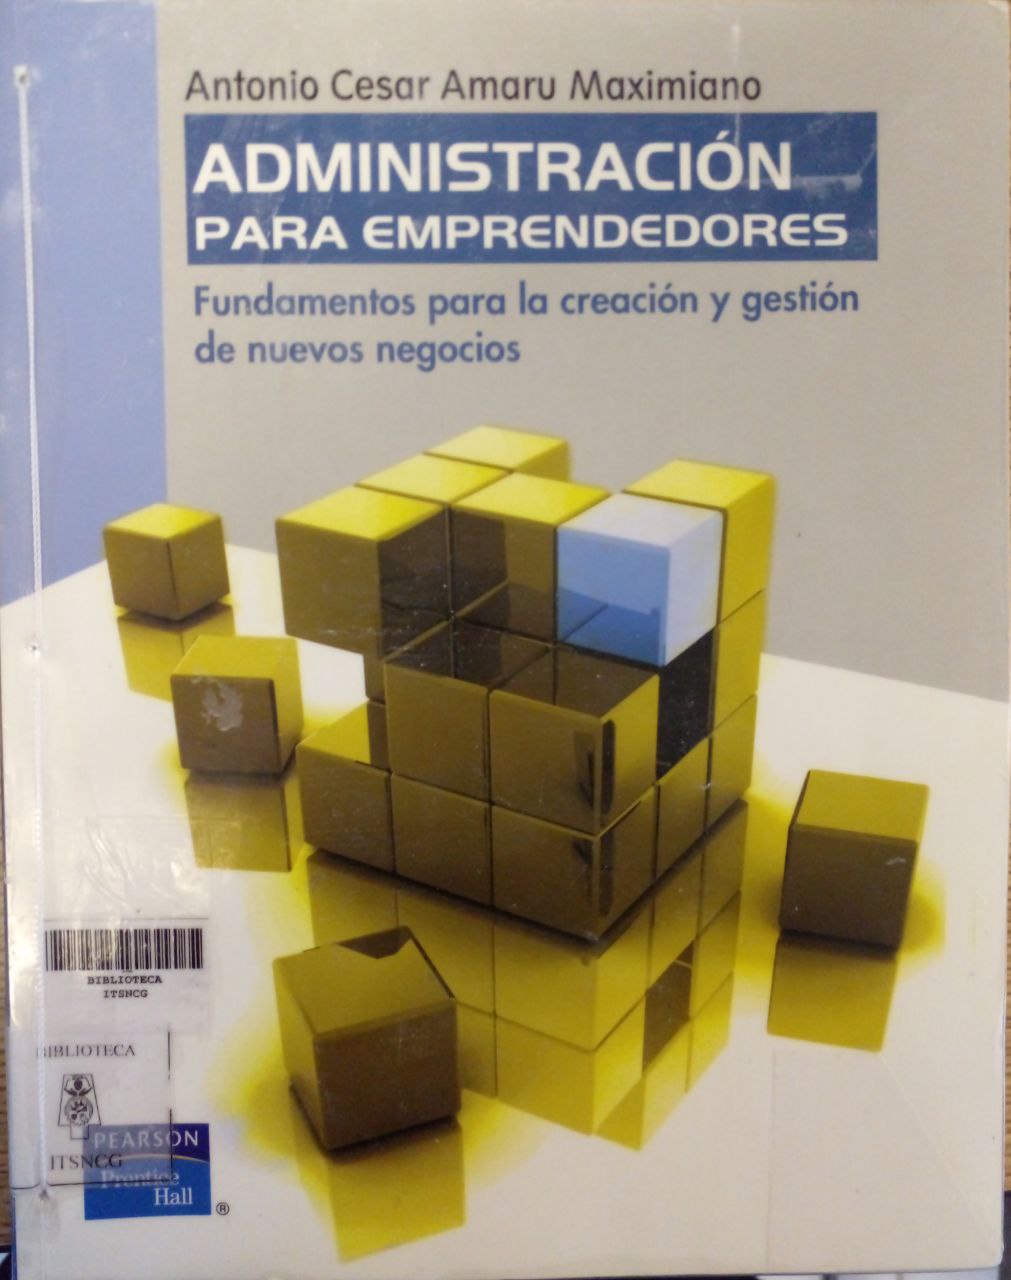 Antonio Cesar Amaru Maximiano
ADMINISTRACIÓN
PARA EMPRENDEDORES
Fundamentos para la creación y gestión
de nuevos negocios
BIBLIOTECA
ITSNCG
BIBLIOTECA
ITSNCG
PEARSON
Prentice
Hall
®